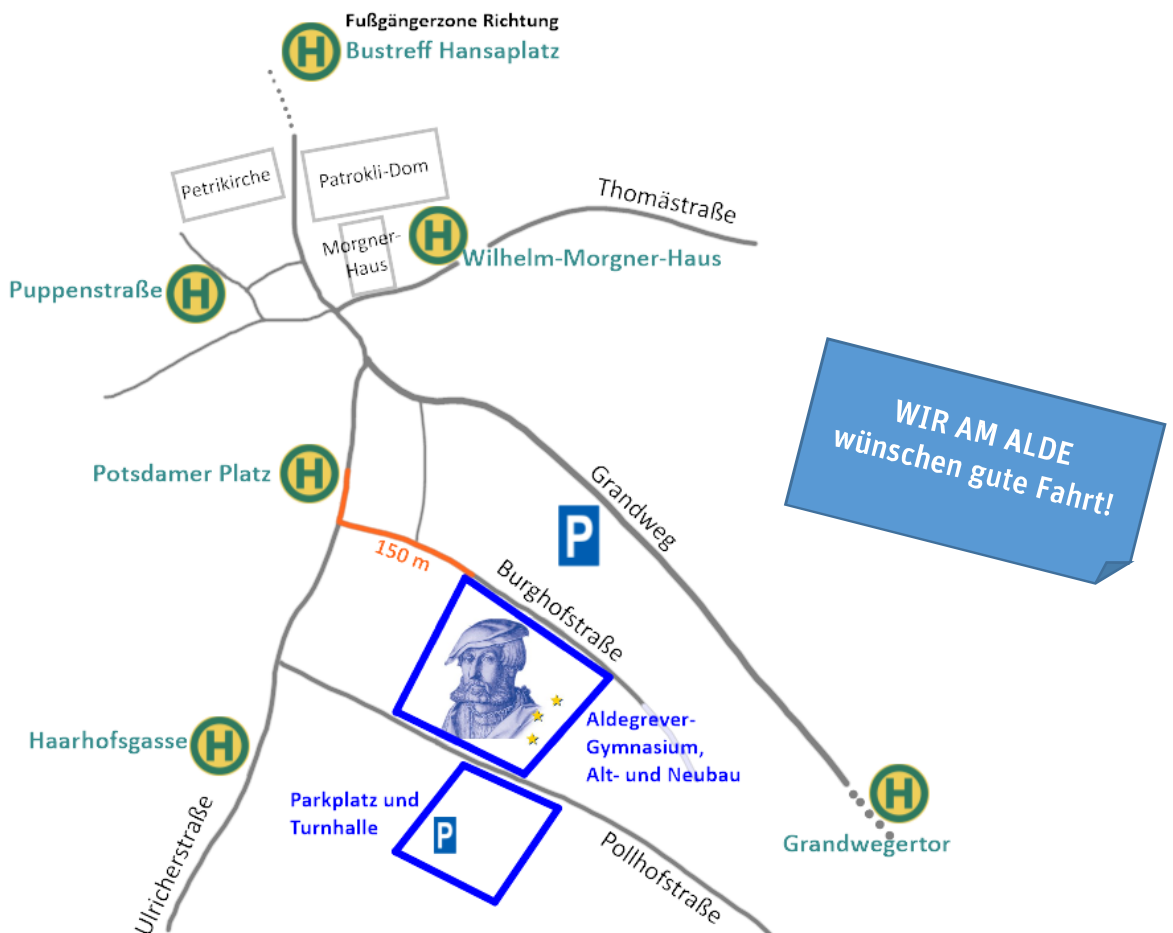 Fußgängerzone Richtung
H
Bustreff Hansaplatz
Petrikirche
Patrokli-Dom
Thomästraße
Morgner-
Haus
H
Wilhelm-Morgner-Haus
Puppenstraße
H
WIR AM ALDE
wünschen gute Fahrt!
Potsdamer Platz
H
Grandweg
P
150 m
Burghofstraße
Aldegrever-
Gymnasium,
Alt- und Neubau
Haarhofsgasse
H
Parkplatz und
Turnhalle
P
H
Grandwegertor
Ulricherstraße
Pollhofstraße